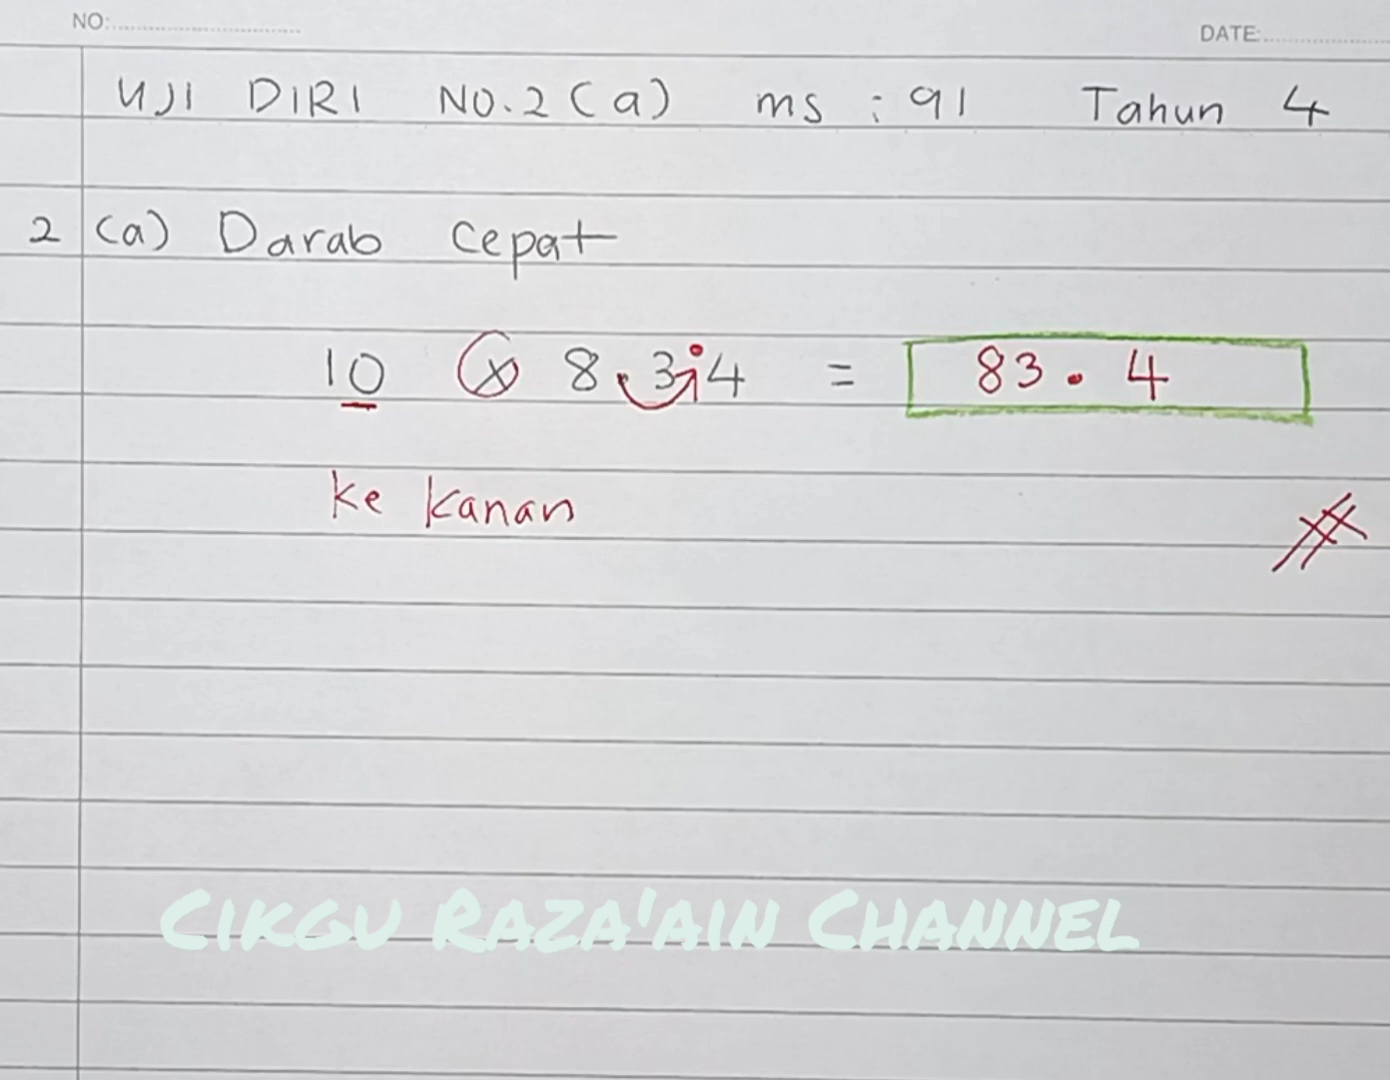 NO:
DATE:
UJI DIRI NO.2(a) ms : 91 Tahun 4
2 (a) Darab Cepat
10 x 8.34 = 83.4
ke kanan
CIKGU RAZA'AIN CHANNEL